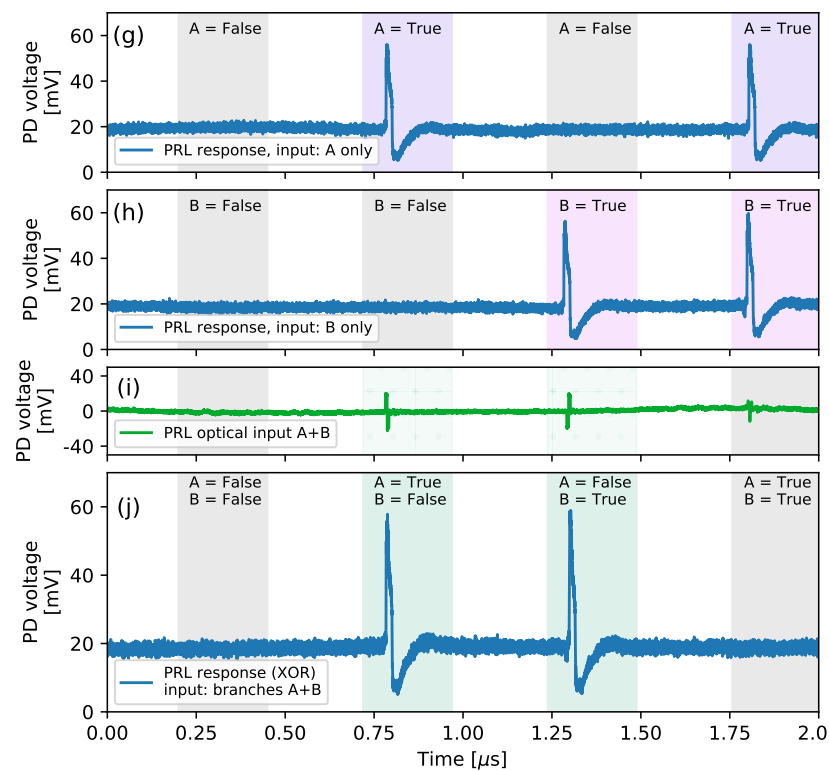 (g)
A = False
A = True
A = False
A = True
60
40
20
0
PD voltage
[mV]
PRL response, input: A only
(h)
B = False
B = False
B = True
B = True
60
40
20
0
PD voltage
[mV]
PRL response, input: B only
(i)
40
0
-40
PD voltage
[mV]
PRL optical input A+B
(j)
A = False
B = False
A = True
B = False
A = False
B = True
A = True
B = True
60
40
20
0
PD voltage
[mV]
PRL response (XOR)
input: branches A+B
0.00 0.25 0.50 0.75 1.00 1.25 1.50 1.75 2.0
Time [μs]